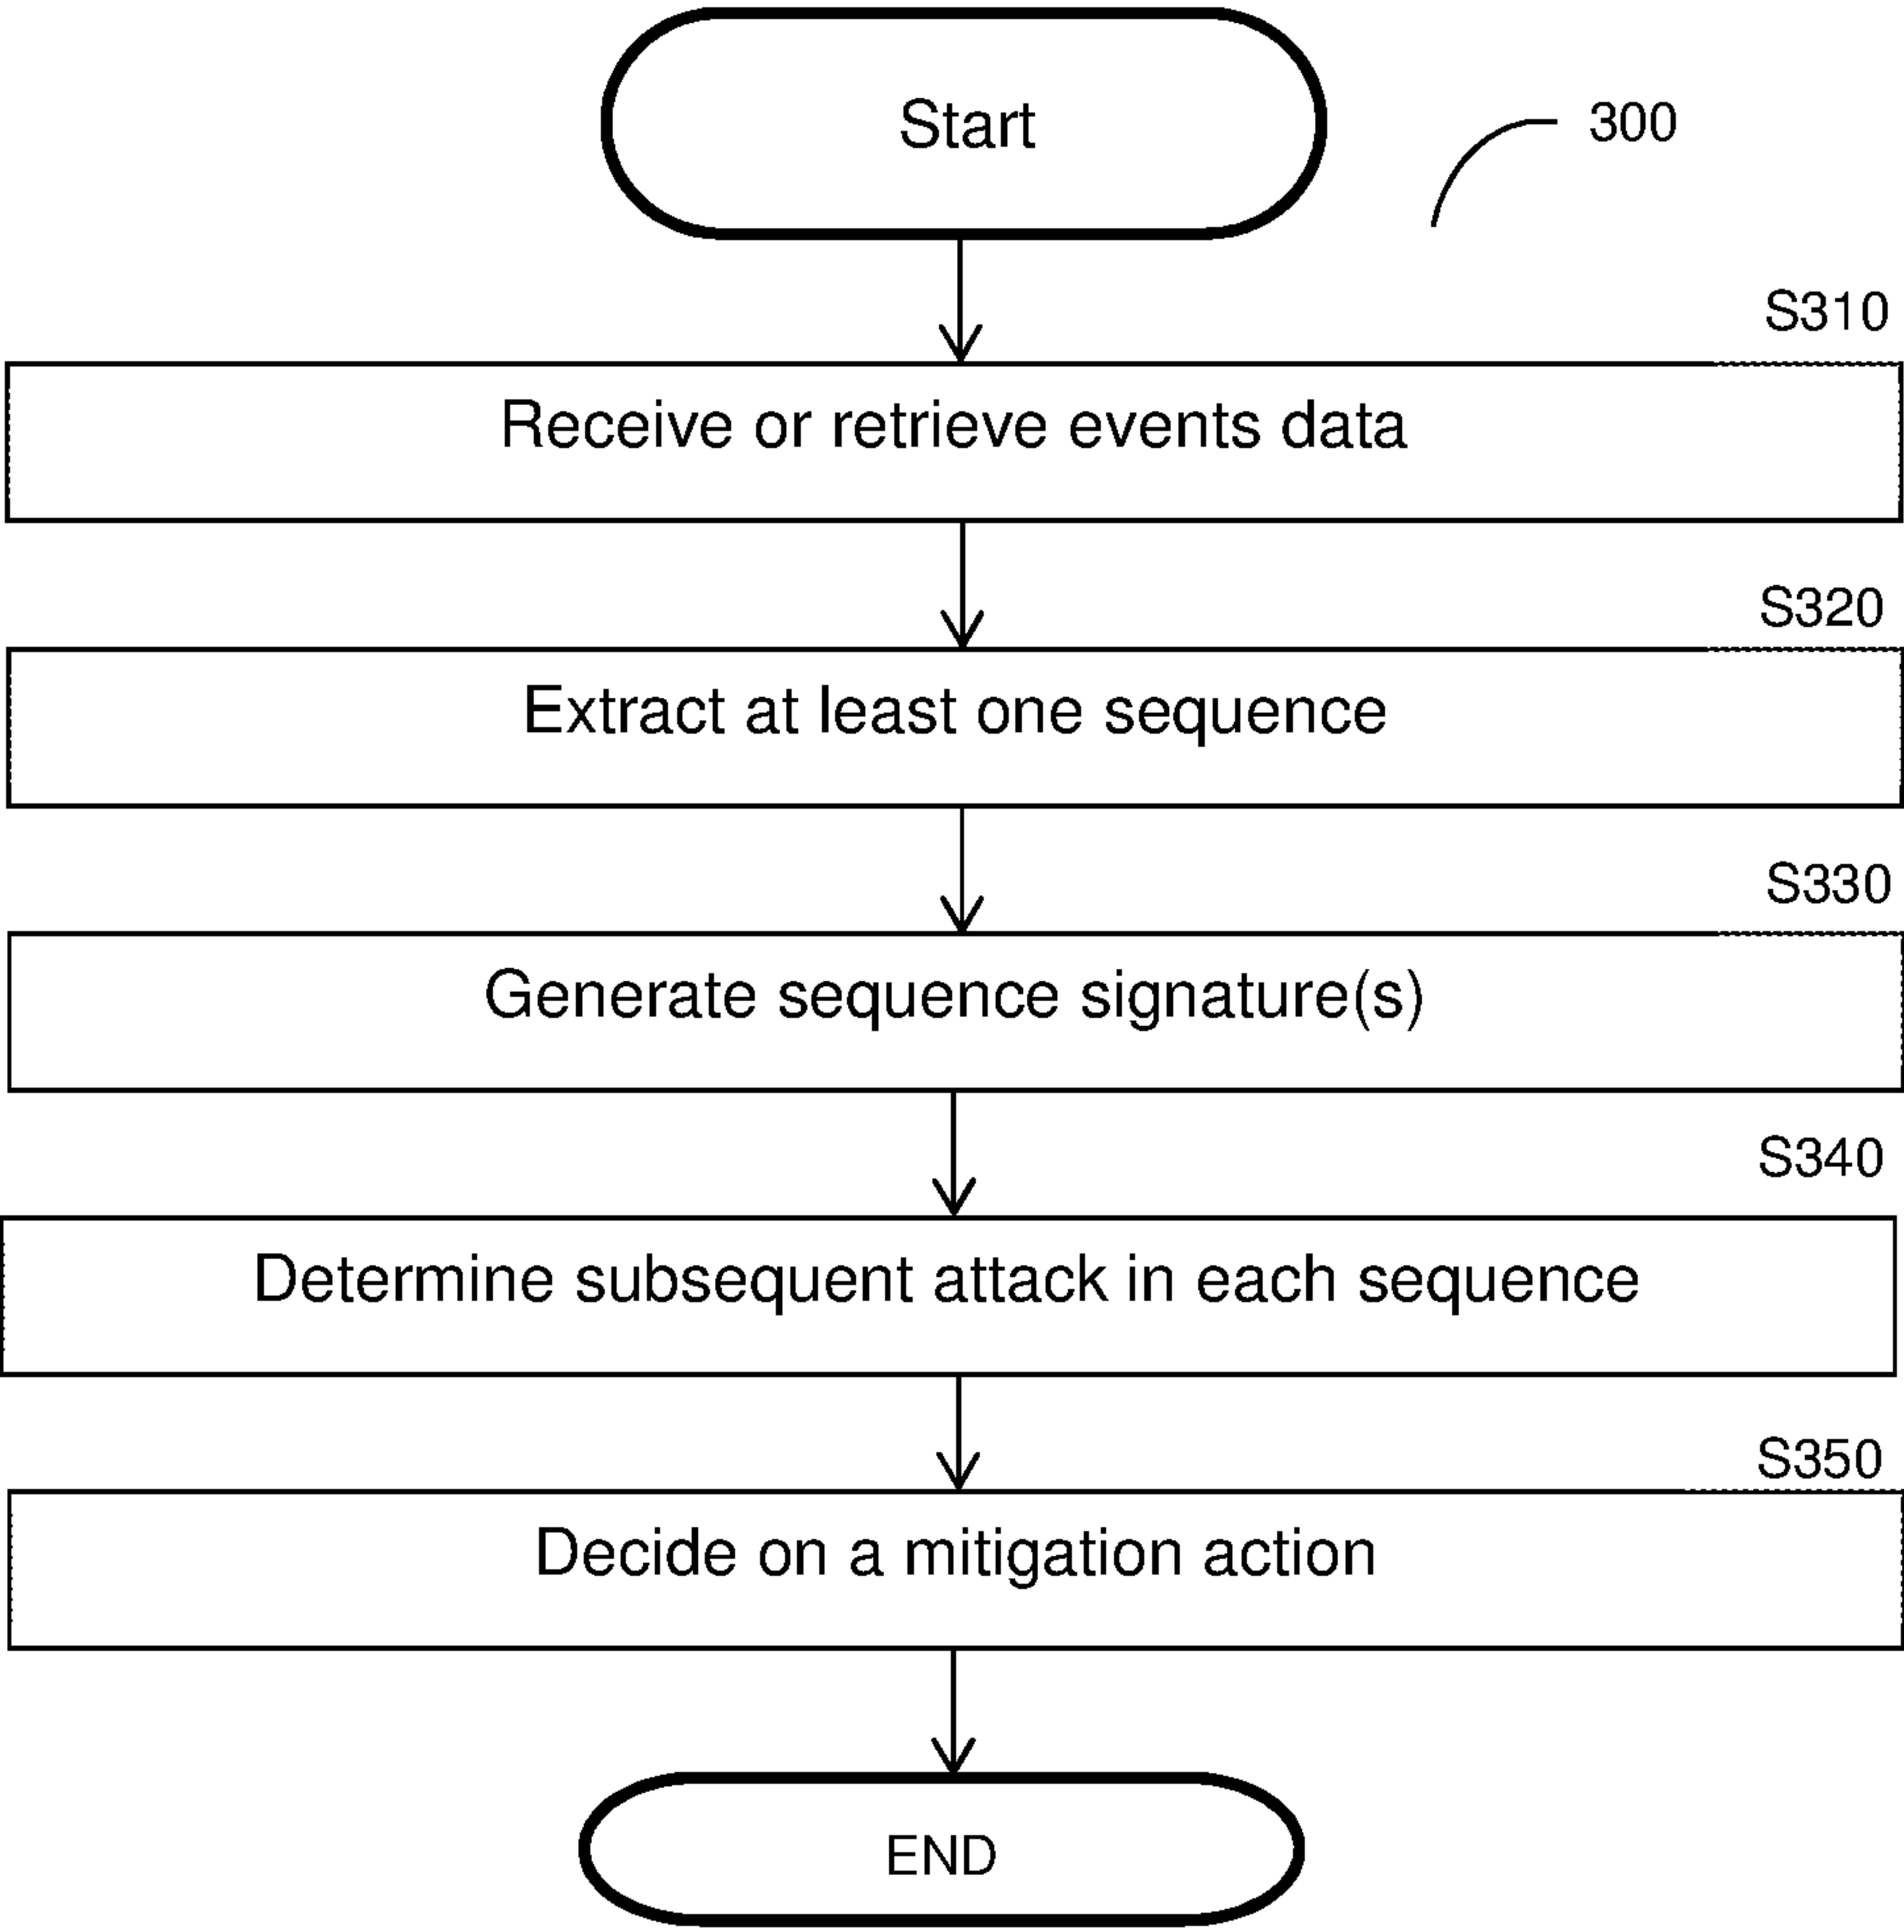 Start
300
S310
Receive or retrieve events data
S320
Extract at least one sequence
S330
Generate sequence signature(s)
S340
Determine subsequent attack in each sequence
S350
Decide on a mitigation action
END